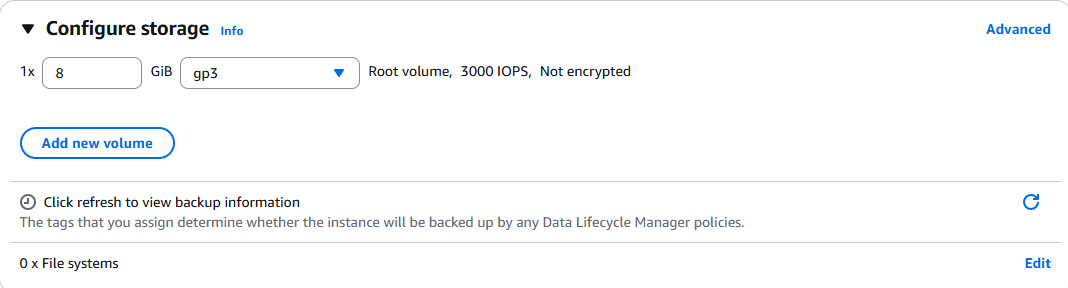 Configure storage Info Advanced
1x 8 GiB gp3 Root volume, 3000 IOPS, Not encrypted
Add new volume
Click refresh to view backup information
The tags that you assign determine whether the instance will be backed up by any Data Lifecycle Manager policies.
0 x File systems Edit